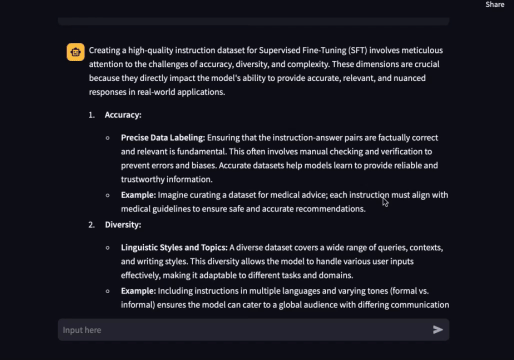 Share
Creating a high-quality instruction dataset for Supervised Fine-Tuning (SFT) involves meticulous
attention to the challenges of accuracy, diversity, and complexity. These dimensions are crucial
because they directly impact the model's ability to provide accurate, relevant, and nuanced
responses in real-world applications.
1. Accuracy:
○ Precise Data Labeling: Ensuring that the instruction-answer pairs are factually correct
and relevant is fundamental. This often involves manual checking and verification to
prevent errors and biases. Accurate datasets help models learn to provide reliable and
trustworthy information.
○ Example: Imagine curating a dataset for medical advice; each instruction must align with
medical guidelines to ensure safe and accurate recommendations.
2. Diversity:
○ Linguistic Styles and Topics: A diverse dataset covers a wide range of queries, contexts,
and writing styles. This diversity allows the model to handle various user inputs
effectively, making it adaptable to different tasks and domains.
○ Example: Including instructions in multiple languages and varying tones (formal vs.
informal) ensures the model can cater to a global audience with differing communication
Input here